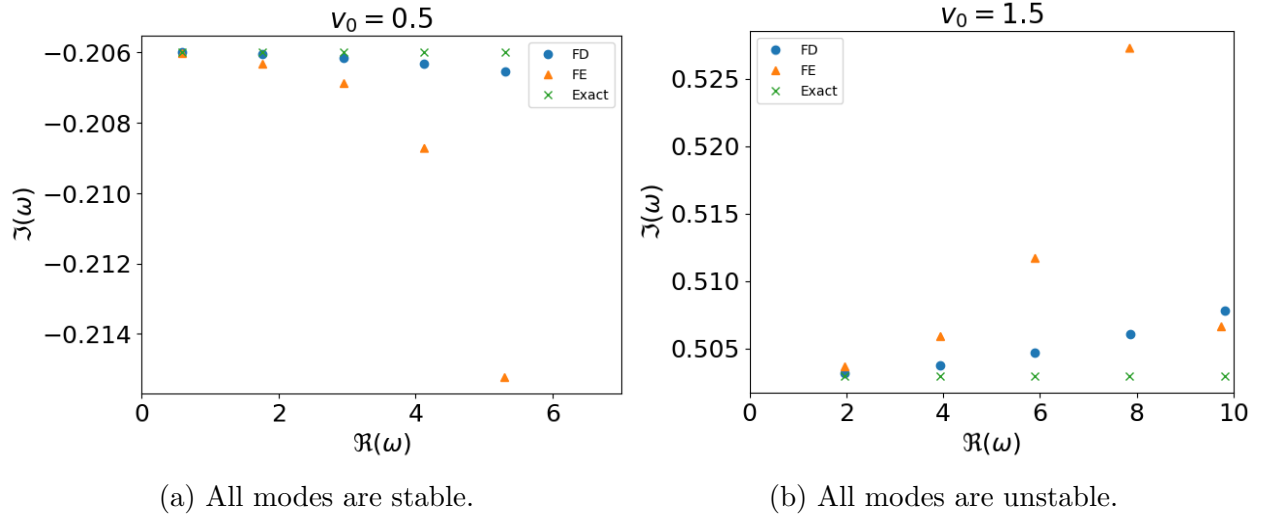 v₀ = 0.5
−0.206
−0.208
−0.210
−0.212
−0.214
ℑ(ω)
FD
FE
Exact
0 2 4 6
ℜ(ω)
(a) All modes are stable.
v₀ = 1.5
0.525
0.520
0.515
0.510
0.505
ℑ(ω)
FD
FE
Exact
0 2 4 6 8 10
ℜ(ω)
(b) All modes are unstable.